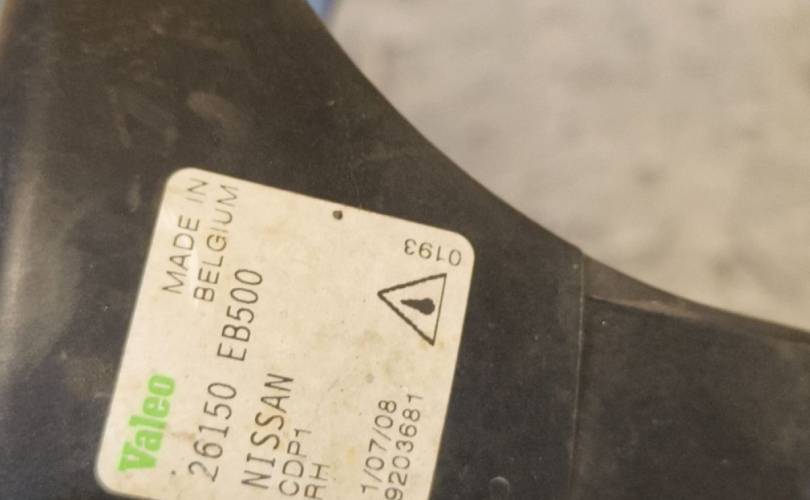 Valeo
MADE IN
BELGIUM
26150 EB500
NISSAN
CDP1
RH
1/07/08
9203681
0193